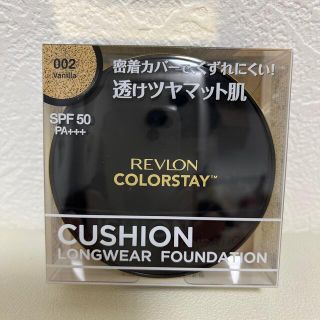 002
Vanilla
密着カバーでくずれにくい!
透けツヤマット肌
SPF 50
PA+++
REVLON
COLORSTAY™
CUSHION
LONGWEAR FOUNDATION